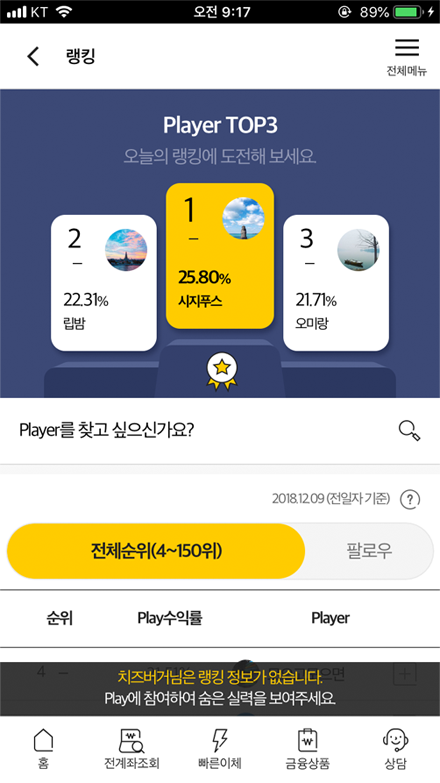 KT 오전 9:17 89%
랭킹
전체메뉴
Player TOP3
오늘의 랭킹에 도전해 보세요.
1
25.80%
시지푸스
2
22.31%
립밤
3
21.71%
오미랑
Player를 찾고 싶으신가요?
2018.12.09 (전일자 기준) ?
전체순위(4~150위) 팔로우
순위 Play수익률 Player
4
치즈버거님은 랭킹 정보가 없습니다.
Play에 참여하여 숨은 실력을 보여주세요.
홈 전계좌조회 빠른이체 금융상품 상담